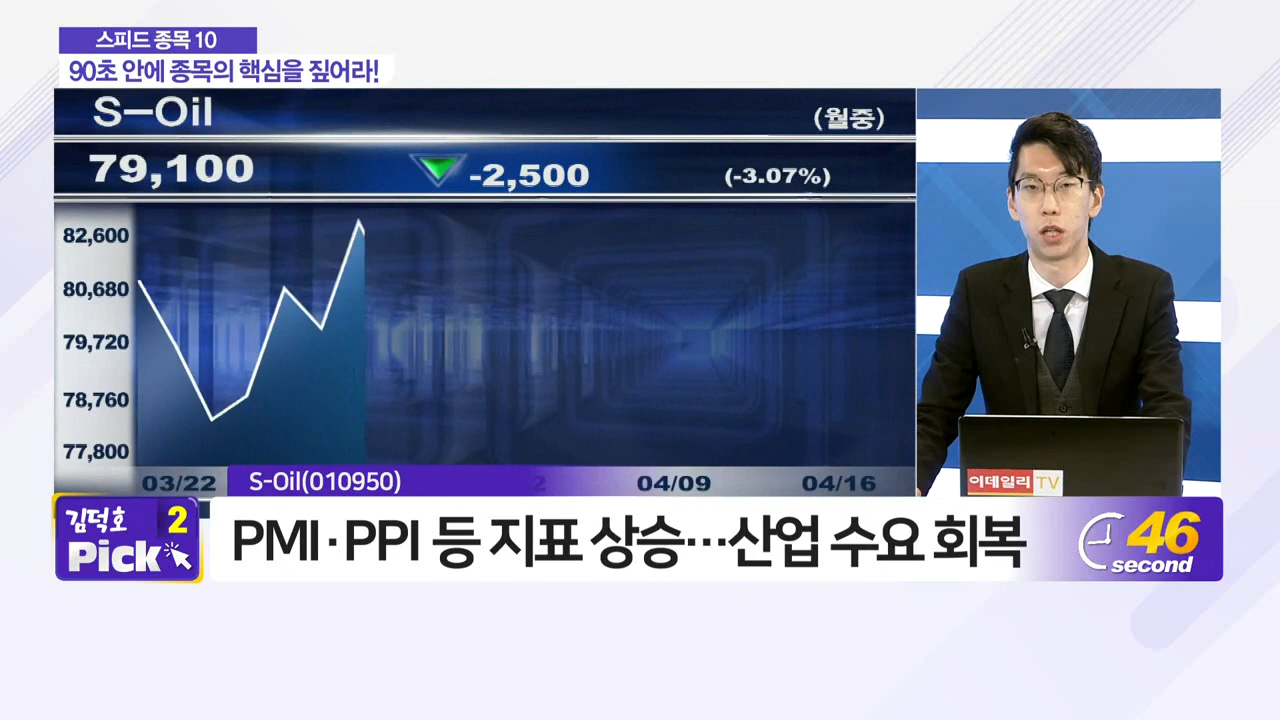 스피드 종목 10
90초 안에 종목의 핵심을 짚어라!
S-Oil
(월중)
79,100
-2,500
(-3.07%)
82,600
80,680
79,720
78,760
77,800
03/22
2
04/09
04/16
S-Oil(010950)
이데일리TV
김덕호 2
Pick
PMI·PPI 등 지표 상승…산업 수요 회복
46
second